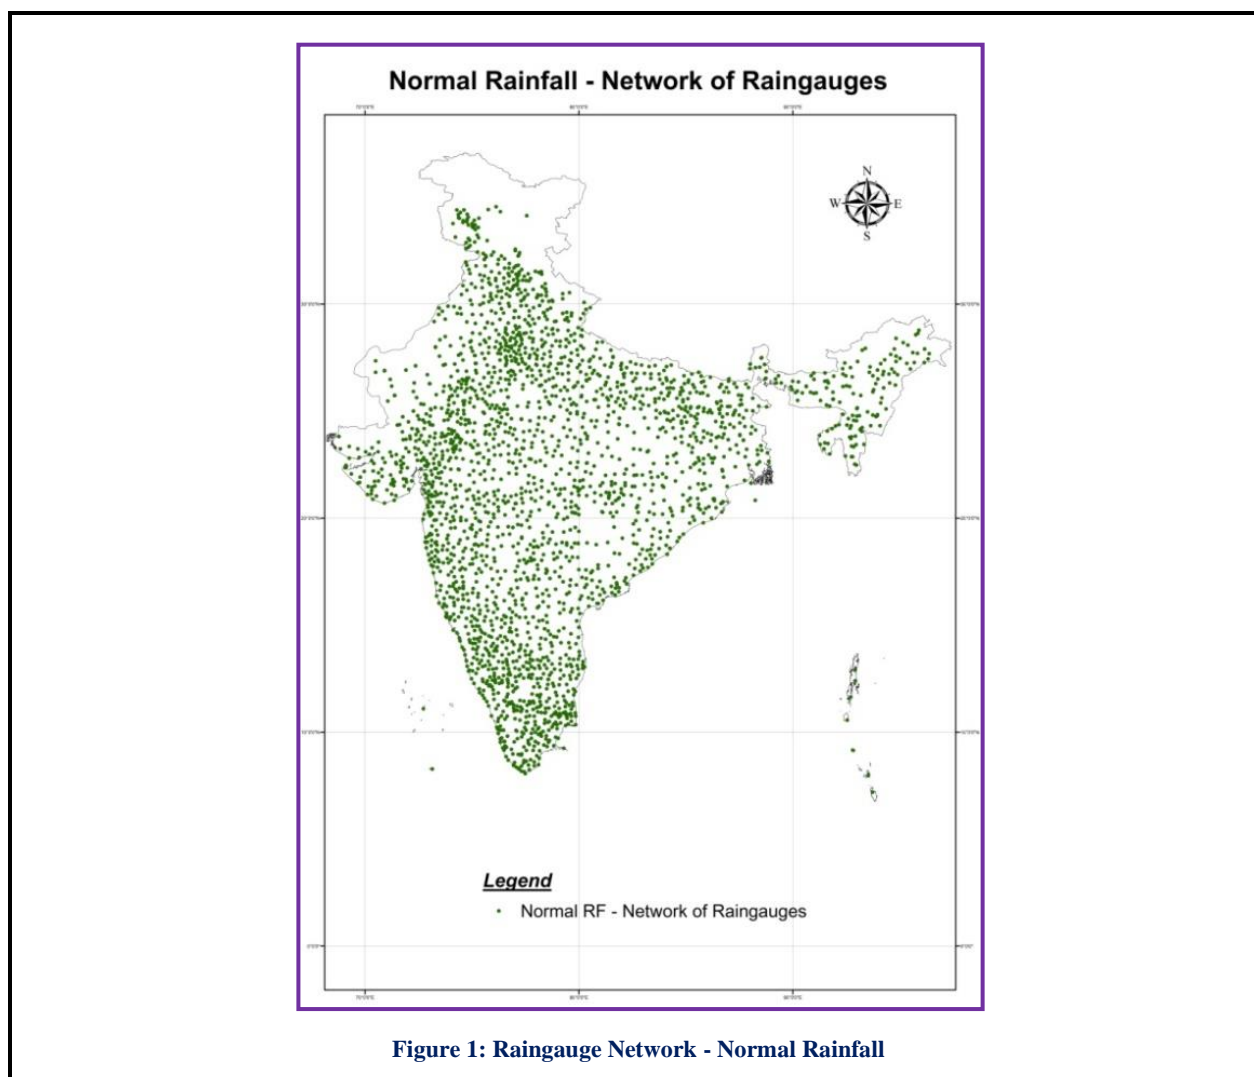 Normal Rainfall - Network of Raingauges
N
W
E
S
Legend
Normal RF - Network of Raingauges
Figure 1: Raingauge Network - Normal Rainfall